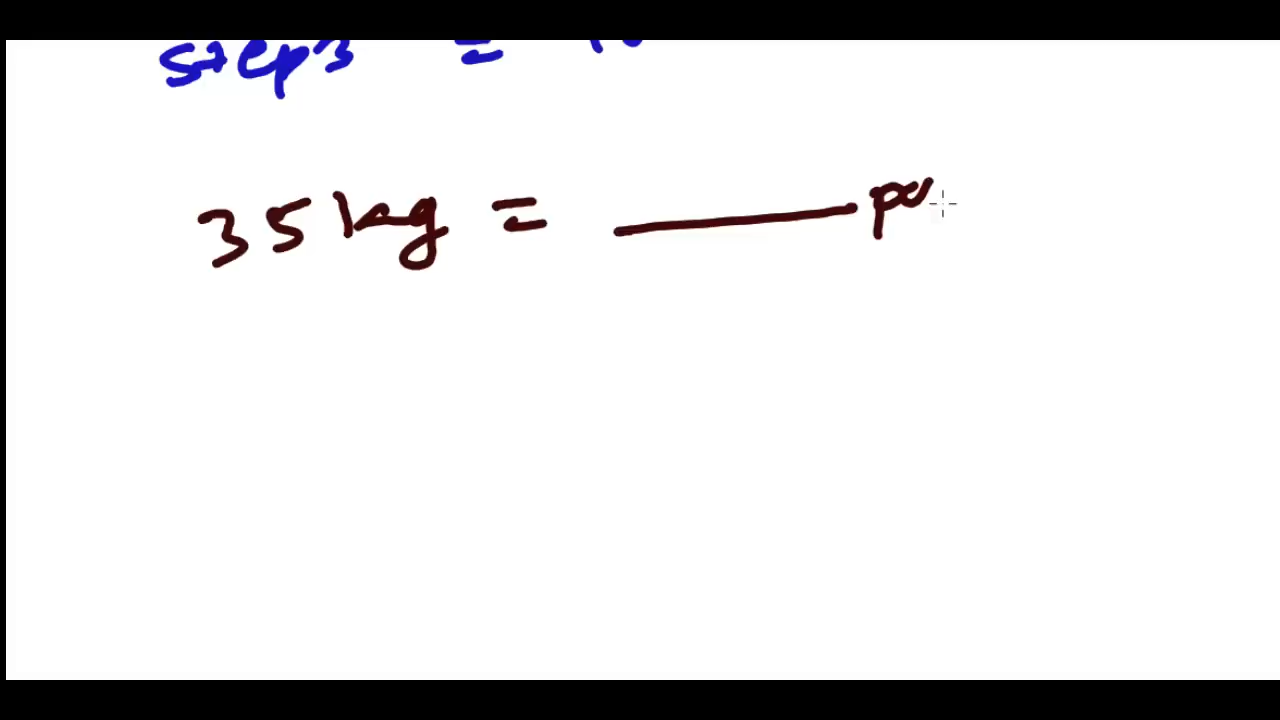 step3 =
35 kg = ______ po